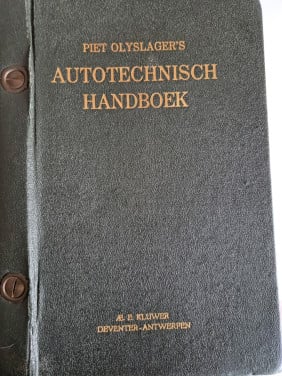 PIET OLYSLAGER'S
AUTOTECHNISCH
HANDBOEK
Æ. E. KLUWER
DEVENTER-ANTWERPEN